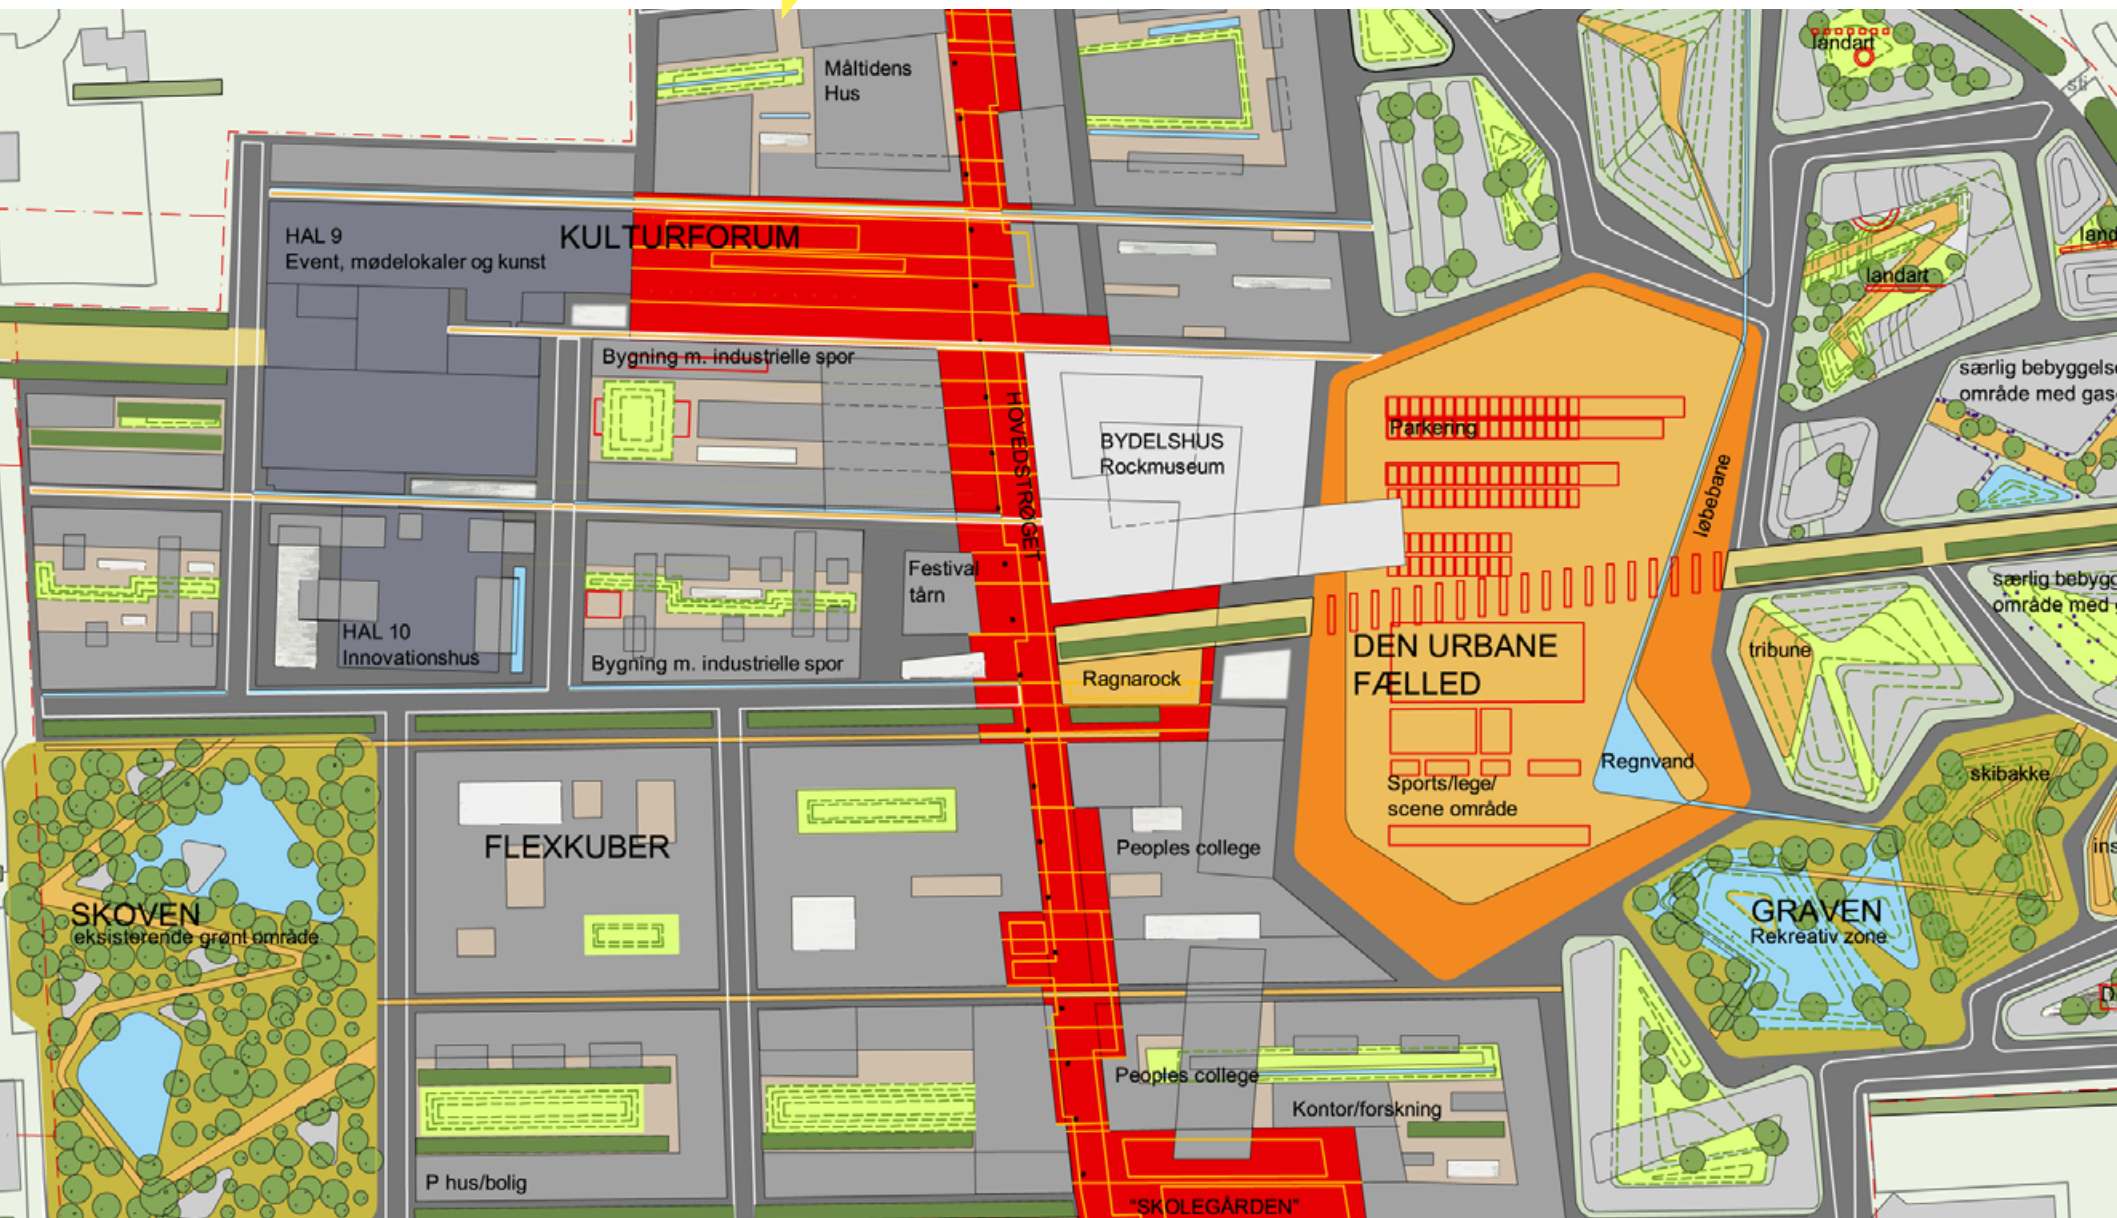 Måltidens
Hus
landart
sti
HAL 9
Event, mødelokaler og kunst
KULTURFORUM
landart
Bygning m. industrielle spor
HOVEDSTRØGET
BYDELSHUS
Rockmuseum
Parkering
løbebane
særlig bebyggelse
område med gas
Festival
tårn
særlig bebygg
område med
HAL 10
Innovationshus
Bygning m. industrielle spor
Ragnarock
DEN URBANE
FÆLLED
tribune
Regnvand
skibakke
Sports/lege/
scene område
FLEXKUBER
Peoples college
SKOVEN
eksisterende grønt område
GRAVEN
Rekreativ zone
Peoples college
Kontor/forskning
P hus/bolig
"SKOLEGÅRDEN"